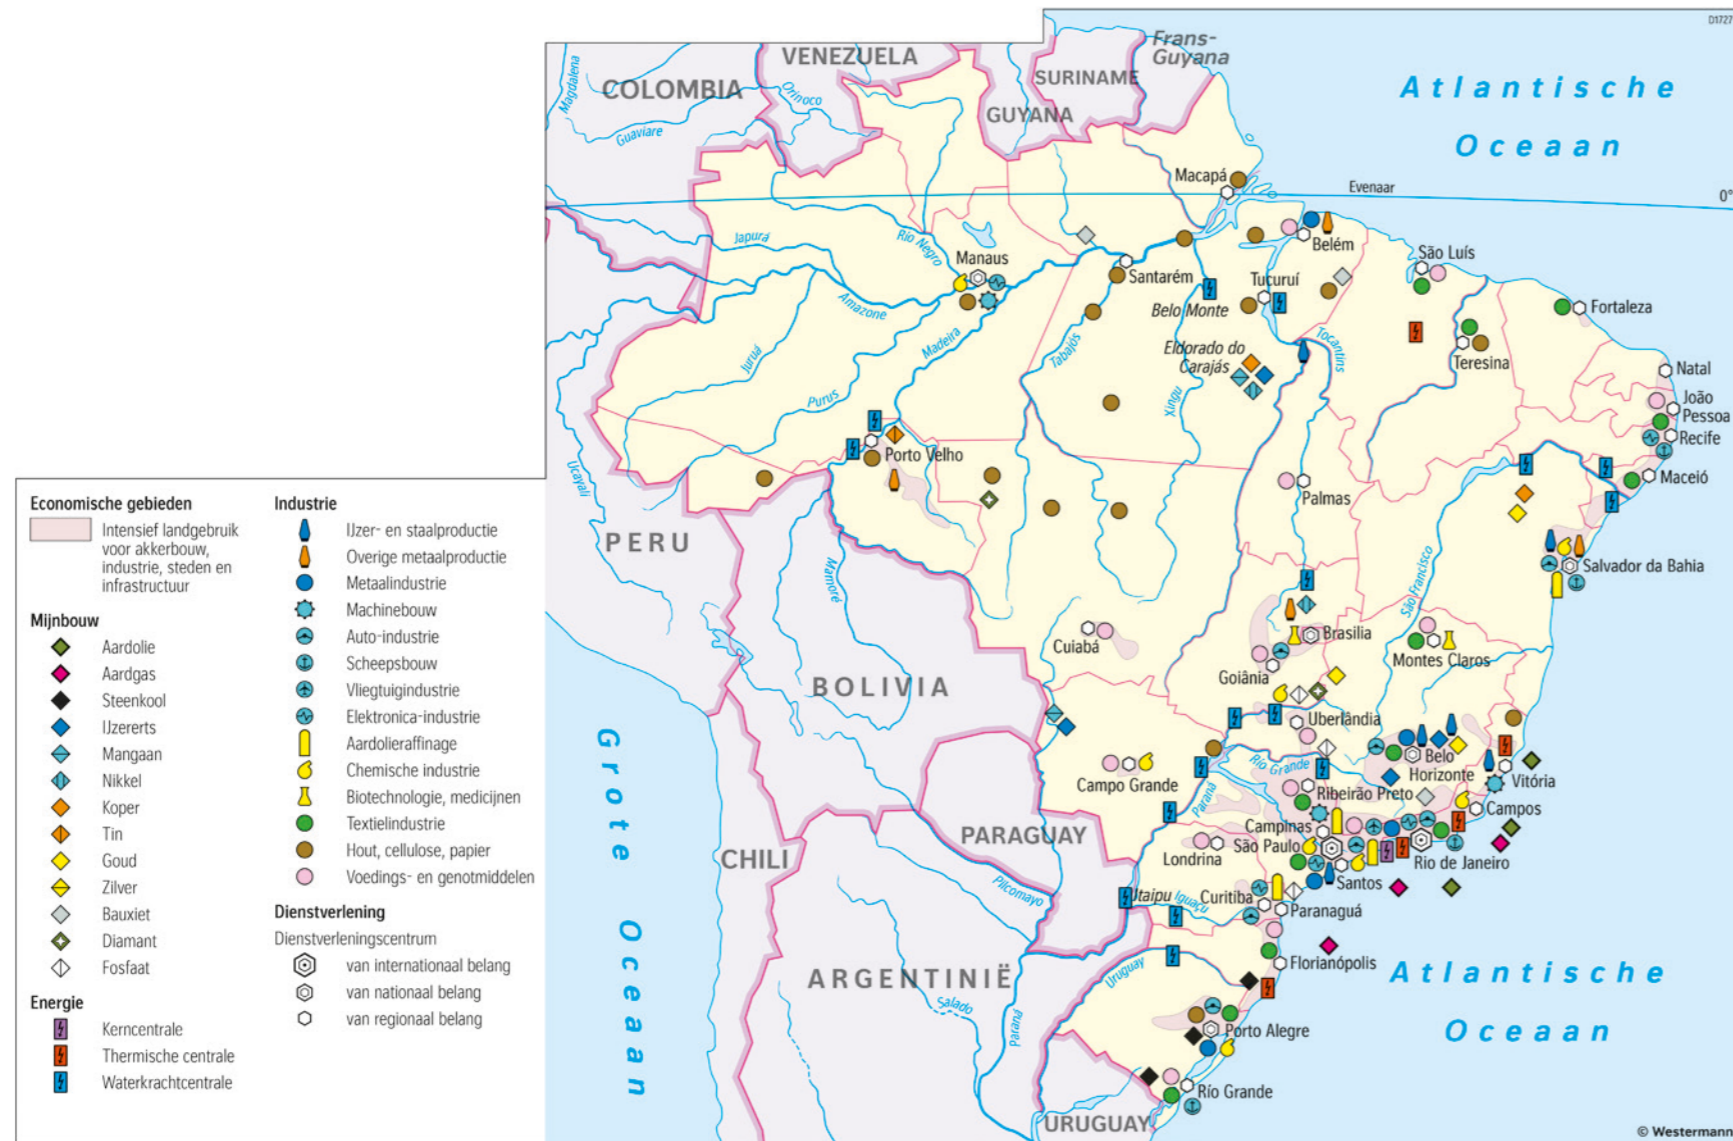 D1727
Frans-
Guyana
VENEZUELA
SURINAME
COLOMBIA
GUYANA
Magdalena
Orinoco
Guaviare
Atlantische
Oceaan
Macapá
Evenaar
0°
Japurá
Rio Negro
Manaus
Belém
São Luís
Santarém
Tucuruí
Amazone
Belo Monte
Fortaleza
Madeira
Tabajós
Tocantins
Teresina
Juruá
Eldorado do
Carajás
Natal
Purus
Xingu
João
Pessoa
Recife
Porto Velho
Ucayali
Palmas
Maceió
PERU
Mamoré
São Francisco
Salvador da Bahia
Cuiabá
Brasilia
Goiânia
Montes Claros
BOLIVIA
Uberlândia
Grote Oceaan
Rio Grande
Belo
Horizonte
Vitória
Campo Grande
Paraná
Ribeirão Preto
Campos
PARAGUAY
Campinas
CHILI
Londrina
São Paulo
Rio de Janeiro
Pilcomayo
Santos
Utaipu
Iguaçu
Curitiba
Paranaguá
Florianópolis
Atlantische
Oceaan
ARGENTINIË
Uruguay
Salado
Paraná
Porto Alegre
Río Grande
URUGUAY
© Westermann
Economische gebieden
Intensief landgebruik
voor akkerbouw,
industrie, steden en
infrastructuur
Mijnbouw
Aardolie
Aardgas
Steenkool
IJzererts
Mangaan
Nikkel
Koper
Tin
Goud
Zilver
Bauxiet
Diamant
Fosfaat
Energie
Kerncentrale
Thermische centrale
Waterkrachtcentrale
Industrie
IJzer- en staalproductie
Overige metaalproductie
Metaalindustrie
Machinebouw
Auto-industrie
Scheepsbouw
Vliegtuigindustrie
Elektronica-industrie
Aardolieraffinage
Chemische industrie
Biotechnologie, medicijnen
Textielindustrie
Hout, cellulose, papier
Voedings- en genotmiddelen
Dienstverlening
Dienstverleningscentrum
van internationaal belang
van nationaal belang
van regionaal belang